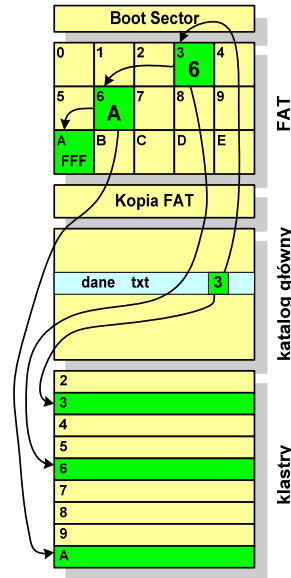 Boot Sector
0 1 2 3 4
6
5 6 7 8 9
A
A B C D E
FFF
FAT
Kopia FAT
katalog główny
dane txt 3
klastry
2
3
4
5
6
7
8
9
A